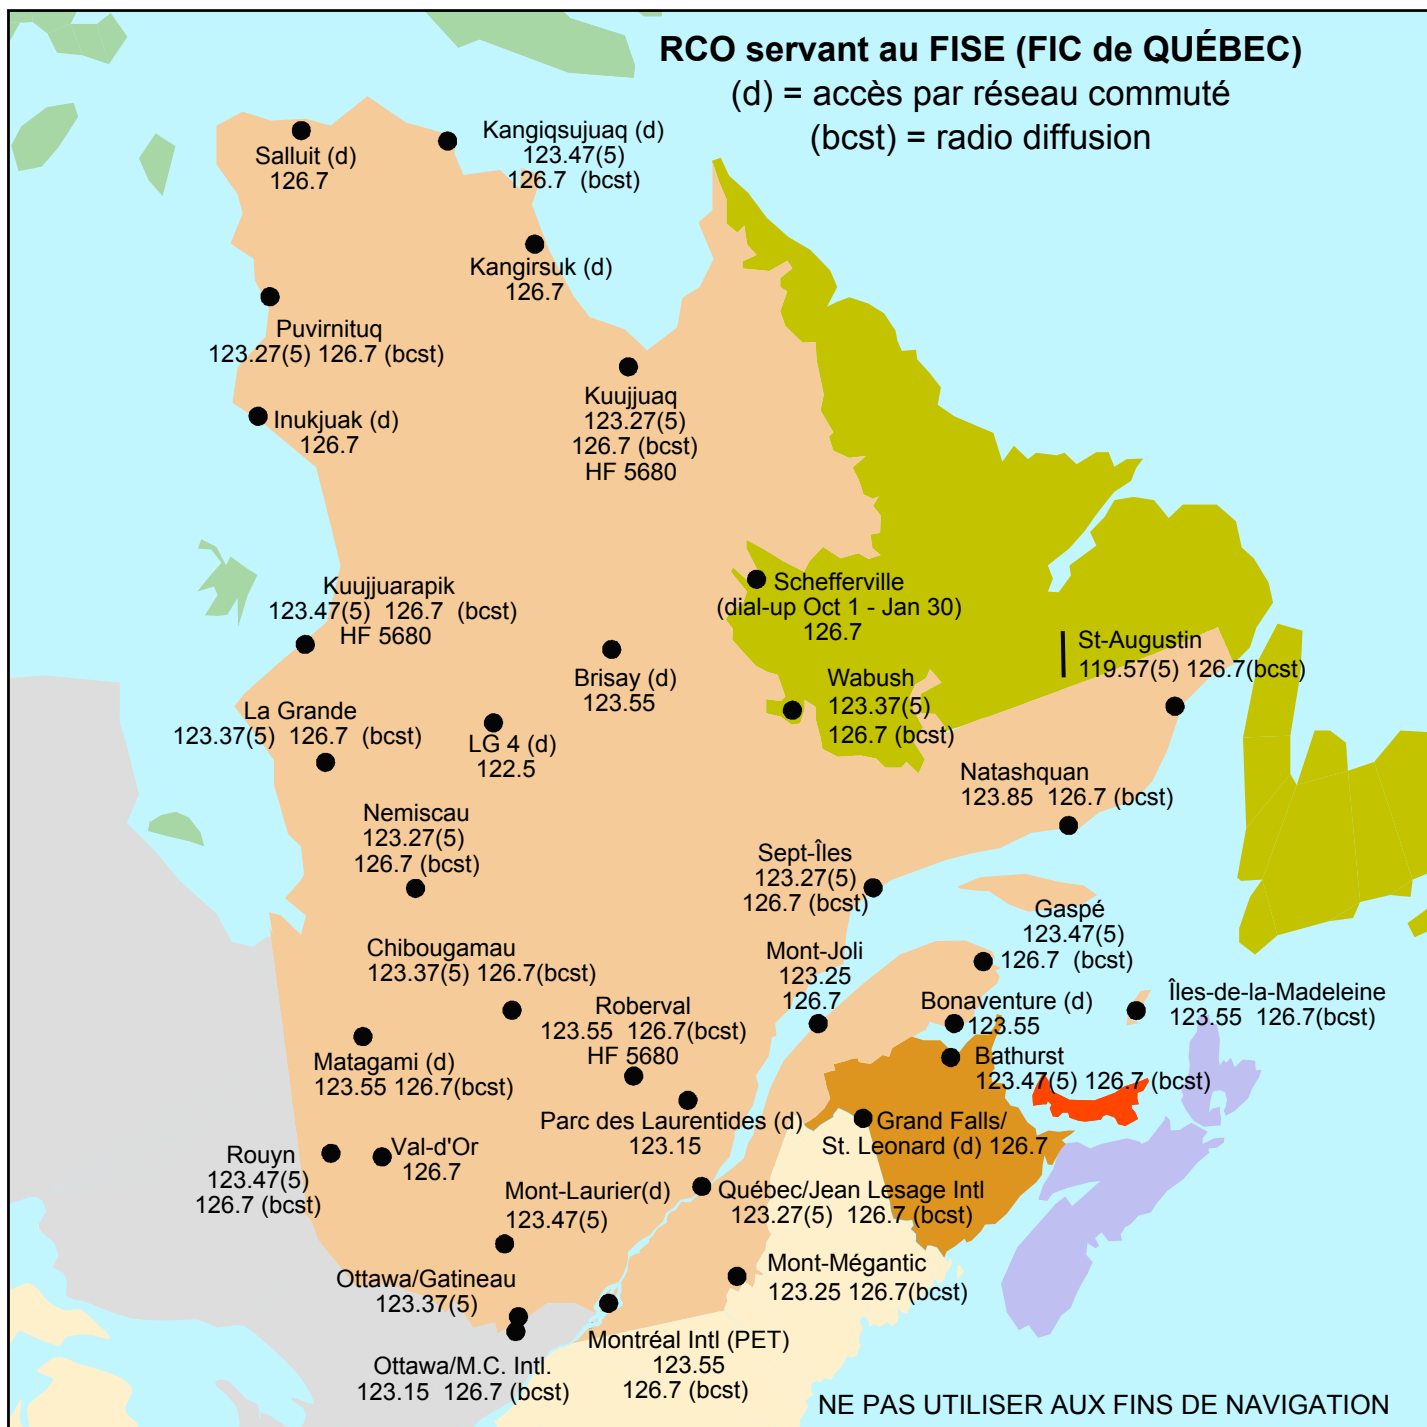 RCO servant au FISE (FIC de QUÉBEC)
(d) = accès par réseau commuté
(bcst) = radio diffusion
Salluit (d)
126.7
Kangiqsujuaq (d)
123.47(5)
126.7 (bcst)
Kangirsuk (d)
126.7
Puvirnituq
123.27(5) 126.7 (bcst)
Kuujjuaq
123.27(5)
126.7 (bcst)
HF 5680
Inukjuak (d)
126.7
Kuujjuarapik
123.47(5) 126.7 (bcst)
HF 5680
Schefferville
(dial-up Oct 1 - Jan 30)
126.7
St-Augustin
119.57(5) 126.7(bcst)
Brisay (d)
123.55
Wabush
123.37(5)
126.7 (bcst)
La Grande
123.37(5) 126.7 (bcst)
LG 4 (d)
122.5
Natashquan
123.85 126.7 (bcst)
Nemiscau
123.27(5)
126.7 (bcst)
Sept-Îles
123.27(5)
126.7 (bcst)
Gaspé
123.47(5)
126.7 (bcst)
Chibougamau
123.37(5) 126.7(bcst)
Mont-Joli
123.25
126.7
Bonaventure (d)
123.55
Îles-de-la-Madeleine
123.55 126.7(bcst)
Roberval
123.55 126.7(bcst)
HF 5680
Matagami (d)
123.55 126.7(bcst)
Bathurst
123.47(5) 126.7 (bcst)
Parc des Laurentides (d)
123.15
Grand Falls/
St. Leonard (d) 126.7
Rouyn
123.47(5)
126.7 (bcst)
Val-d'Or
126.7
Mont-Laurier(d)
123.47(5)
Québec/Jean Lesage Intl
123.27(5) 126.7 (bcst)
Mont-Mégantic
123.25 126.7(bcst)
Ottawa/Gatineau
123.37(5)
Montréal Intl (PET)
123.55
126.7 (bcst)
Ottawa/M.C. Intl.
123.15 126.7 (bcst)
NE PAS UTILISER AUX FINS DE NAVIGATION